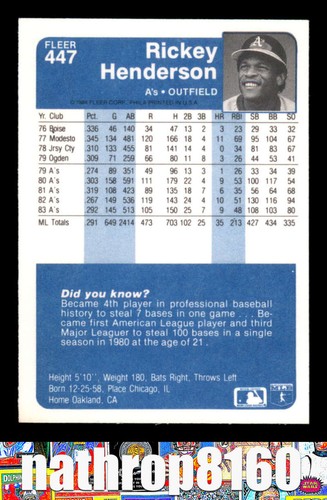 FLEER
447
Rickey
Henderson
A's • OUTFIELD
© 1984 FLEER CORP., PHILA. PRINTED IN U.S.A.
Yr. Club Pct. G AB R H 2B 3B HR RBI SB BB SO
76 Boise 336 46 140 34 47 13 2 3 23 29 33 32
77 Modesto 345 134 481 120 166 18 4 11 69 95 104 67
78 Jrsy Cty 310 133 455 81 141 14 4 0 34 81 83 67
79 Ogden 309 71 259 66 80 11 8 3 26 44 53 41
79 A's 274 89 351 49 96 13 3 1 26 33 34 39
80 A's 303 158 591 111 179 22 4 9 53 100 117 54
81 A's 319 108 423 89 135 18 7 6 35 56 64 68
82 A's 267 149 536 119 143 24 4 10 51 130 116 94
83 A's 292 145 513 105 150 25 7 9 48 108 103 80
ML Totals 291 649 2414 473 703 102 25 35 213 427 434 335
Did you know?
Became 4th player in professional baseball
history to steal 7 bases in one game . . . Be-
came first American League player and third
Major Leaguer to steal 100 bases in a single
season in 1980 at the age of 21.
Height 5'10", Weight 180, Bats Right, Throws Left
Born 12-25-58, Place Chicago, IL
Home Oakland, CA
nathrop8160